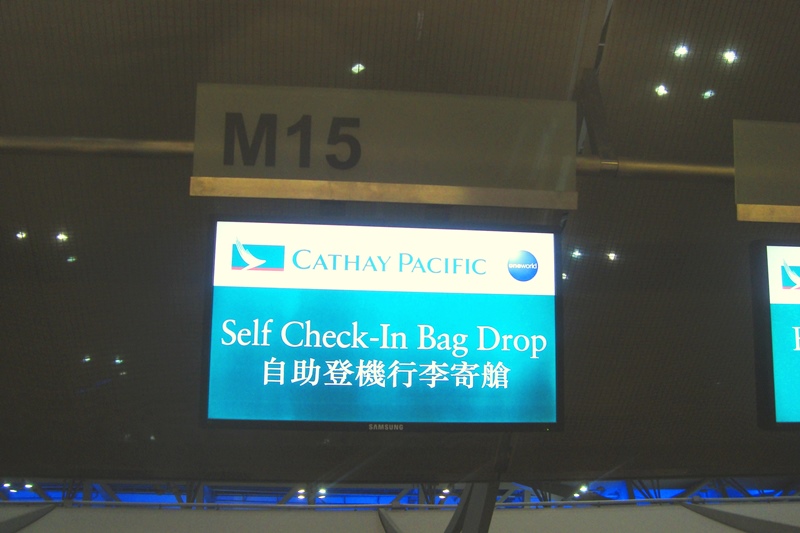 M15
CATHAY PACIFIC
oneworld
Self Check-In Bag Drop
自助登機行李寄艙
SAMSUNG